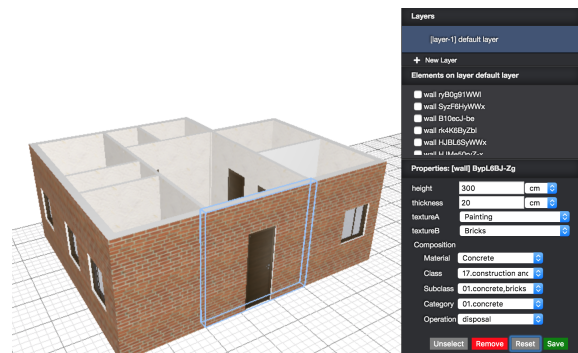 Layers
[layer-1] default layer
+ New Layer
Elements on layer default layer
wall ryB0g91WWl
wall SyzF6HyWWx
wall B10ecJ-be
wall rk4K6ByZbl
wall HJBL6SyWWx
Properties: [wall] BypL6BJ-Zg
height 300 cm
thickness 20 cm
textureA Painting
textureB Bricks
Composition
Material Concrete
Class 17.construction and
Subclass 01.concrete,bricks
Category 01.concrete
Operation disposal
Unselect Remove Reset Save